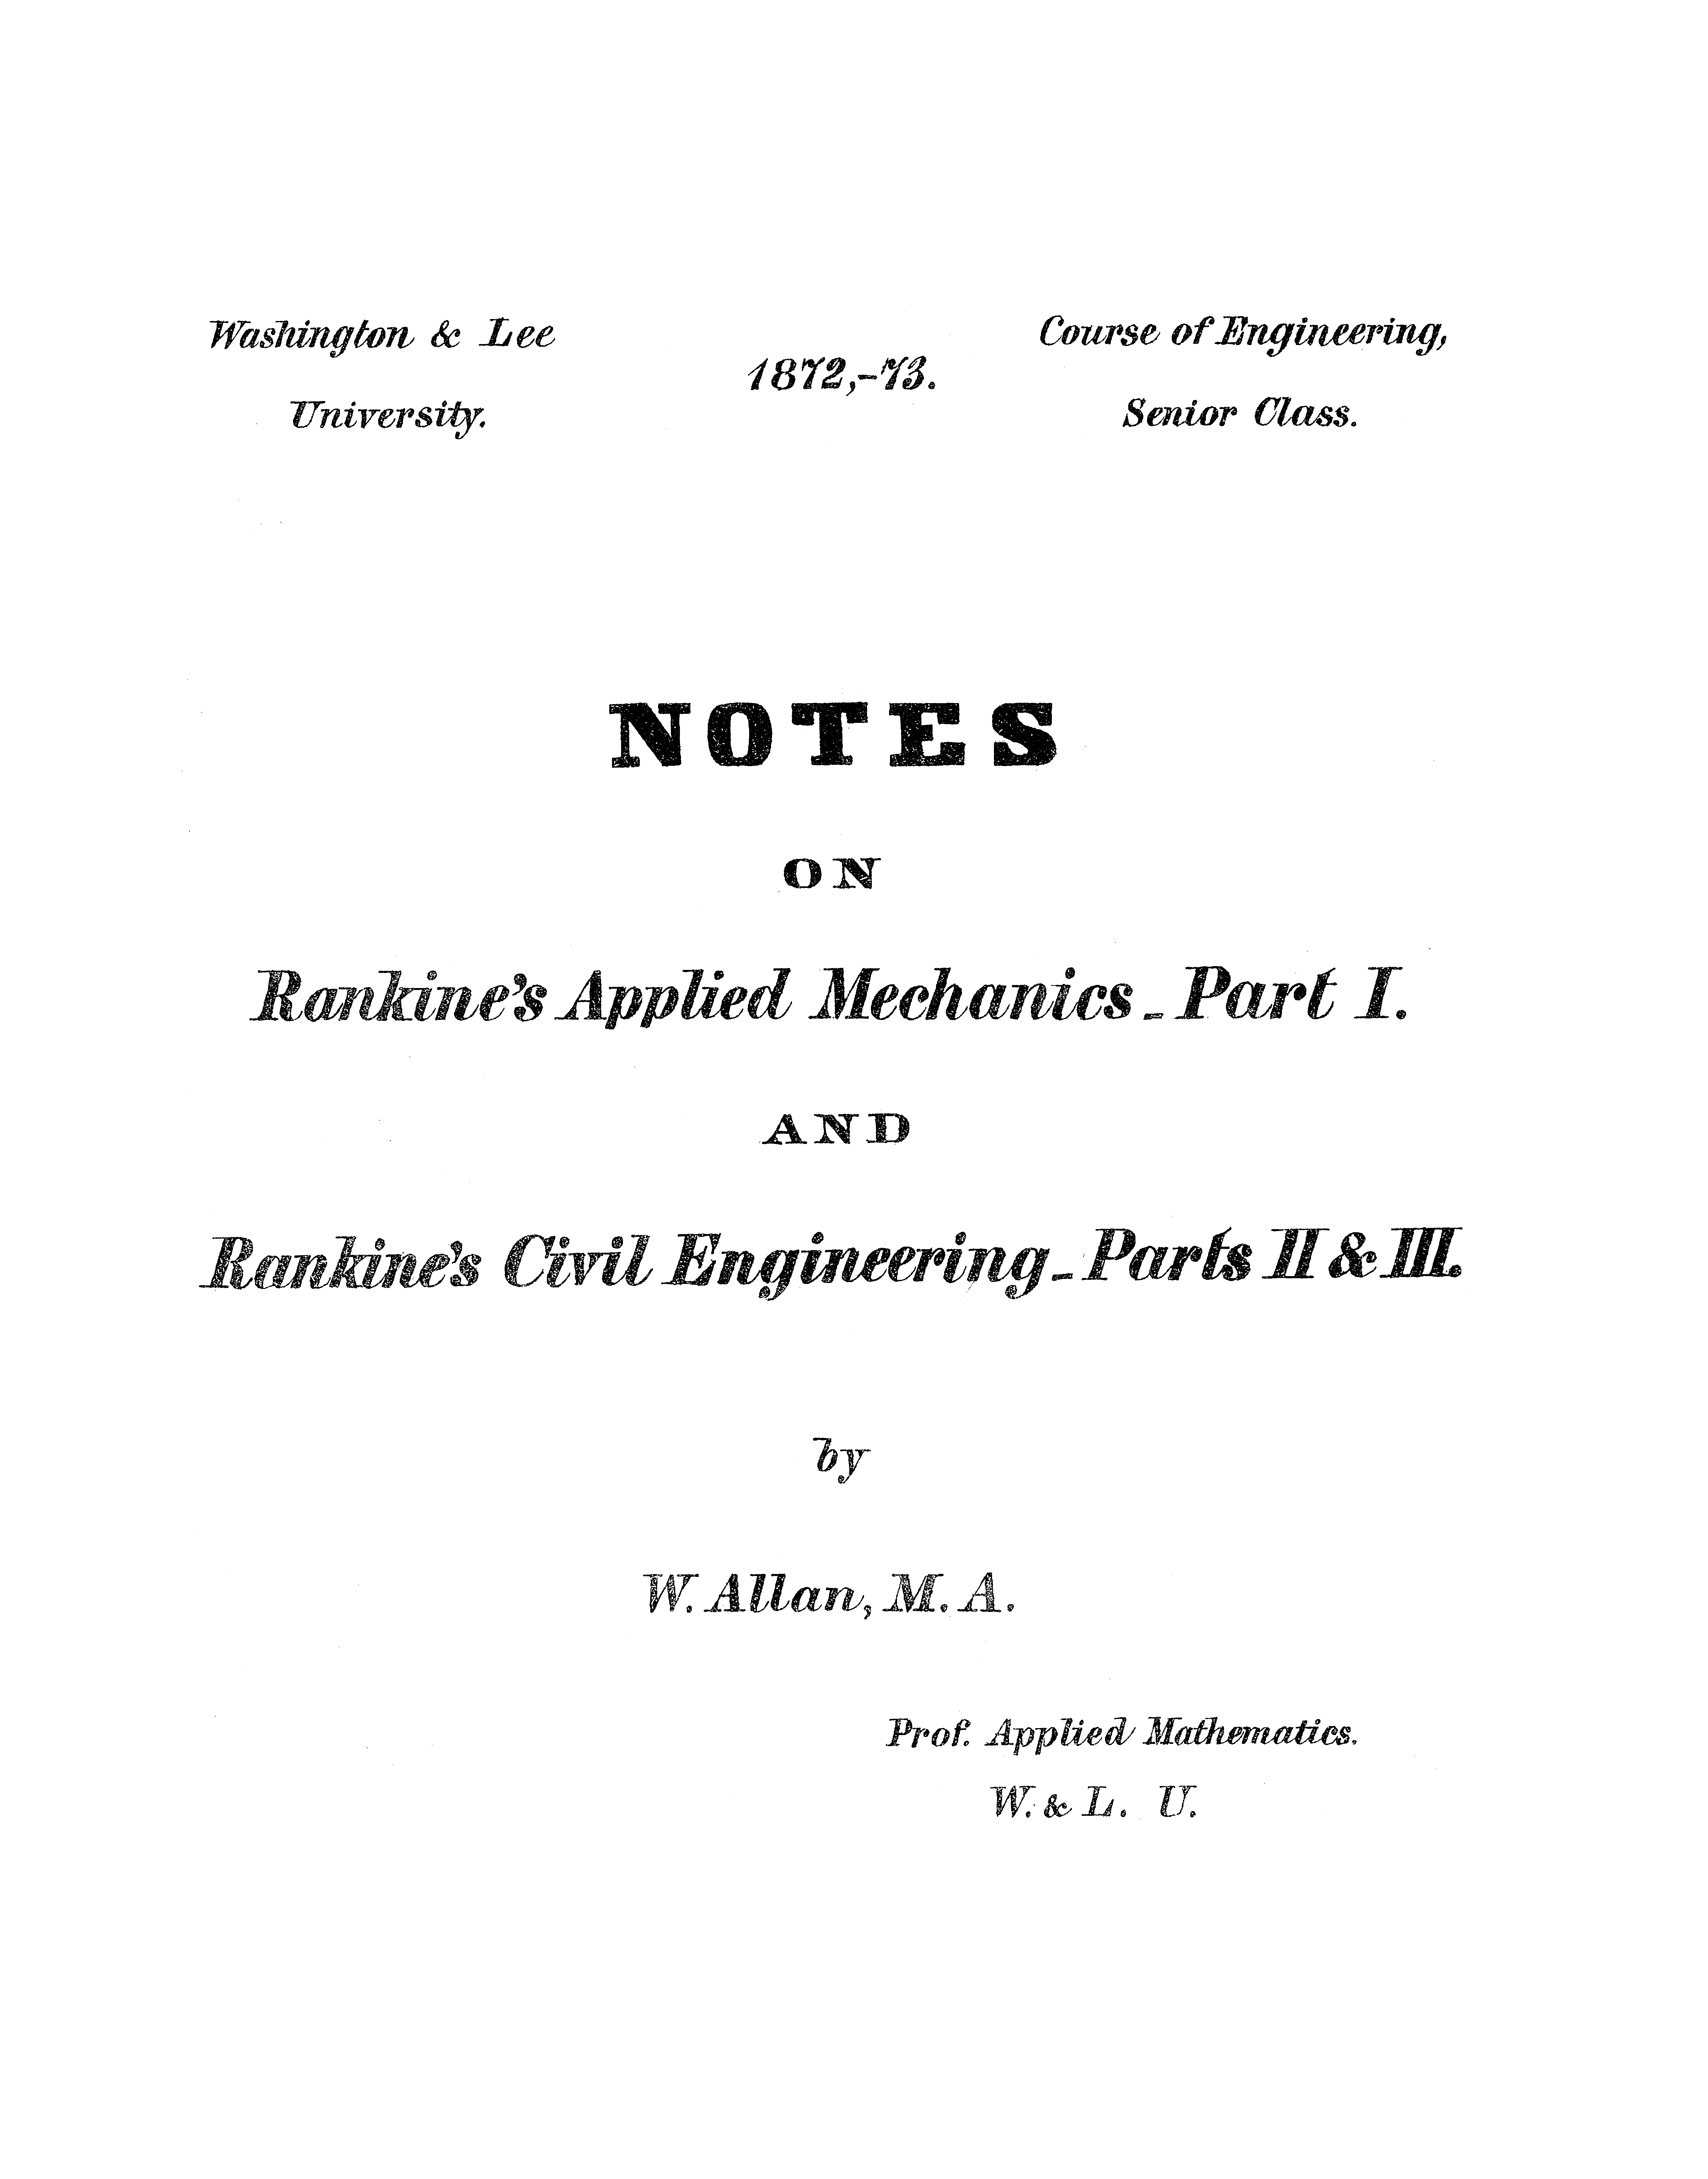 Washington & Lee
University.
1872,-'73.
Course of Engineering,
Senior Class.
NOTES
ON
Rankine's Applied Mechanics - Part I.
AND
Rankine's Civil Engineering - Parts II & III.
by
W. Allan, M. A.
Prof. Applied Mathematics.
W. & L. U.